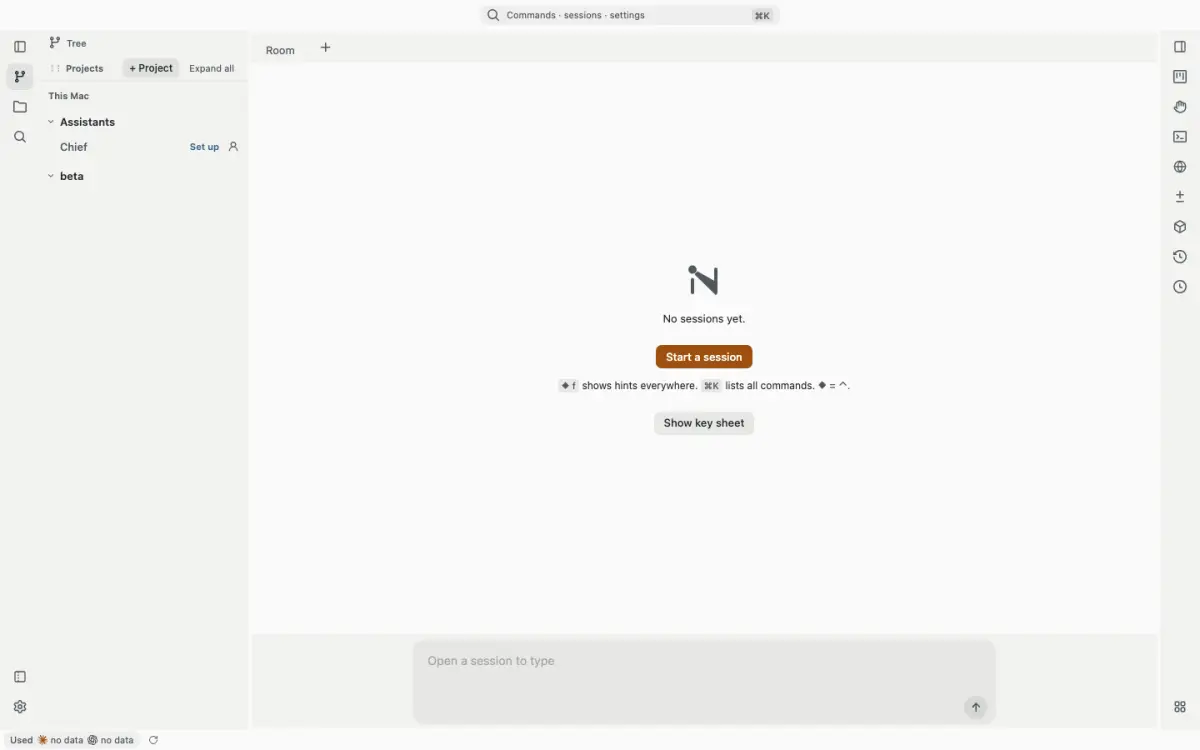 Commands · sessions · settings ⌘K
Tree
Projects + Project Expand all
This Mac
Assistants
Chief Set up
beta
Room +
No sessions yet.
Start a session
◆ f shows hints everywhere. ⌘K lists all commands. ◆ = ^.
Show key sheet
Open a session to type
Used no data no data